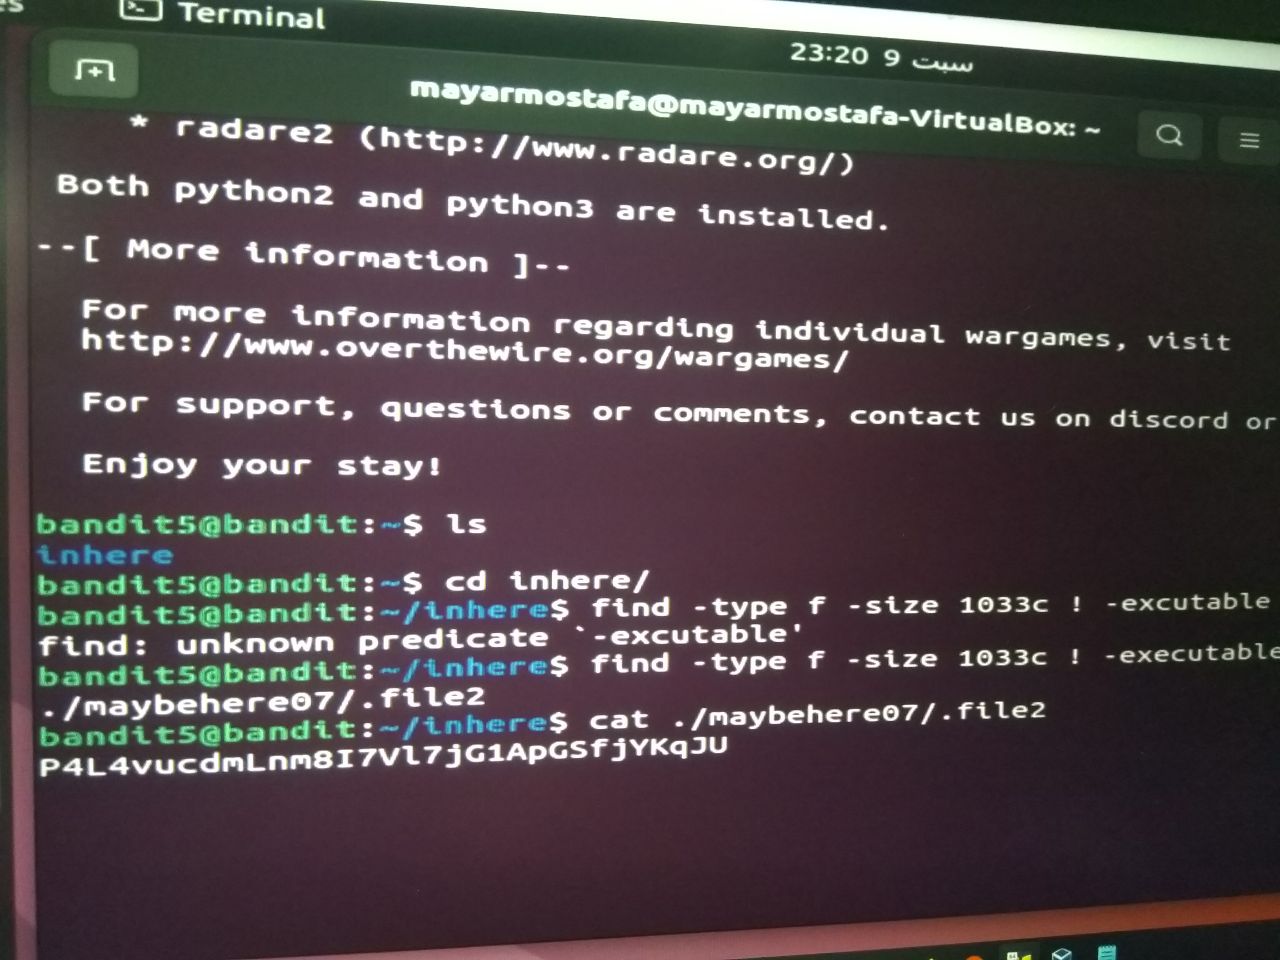 Terminal
23:20 9 سبت
mayarmostafa@mayarmostafa-VirtualBox: ~
* radare2 (http://www.radare.org/)
Both python2 and python3 are installed.
--[ More information ]--
For more information regarding individual wargames, visit
http://www.overthewire.org/wargames/
For support, questions or comments, contact us on discord or
Enjoy your stay!
bandit5@bandit:~$ ls
inhere
bandit5@bandit:~$ cd inhere/
bandit5@bandit:~/inhere$ find -type f -size 1033c ! -excutable
find: unknown predicate `-excutable'
bandit5@bandit:~/inhere$ find -type f -size 1033c ! -executable
./maybehere07/.file2
bandit5@bandit:~/inhere$ cat ./maybehere07/.file2
P4L4vucdmLnm8I7Vl7jG1ApGSfjYKqJU